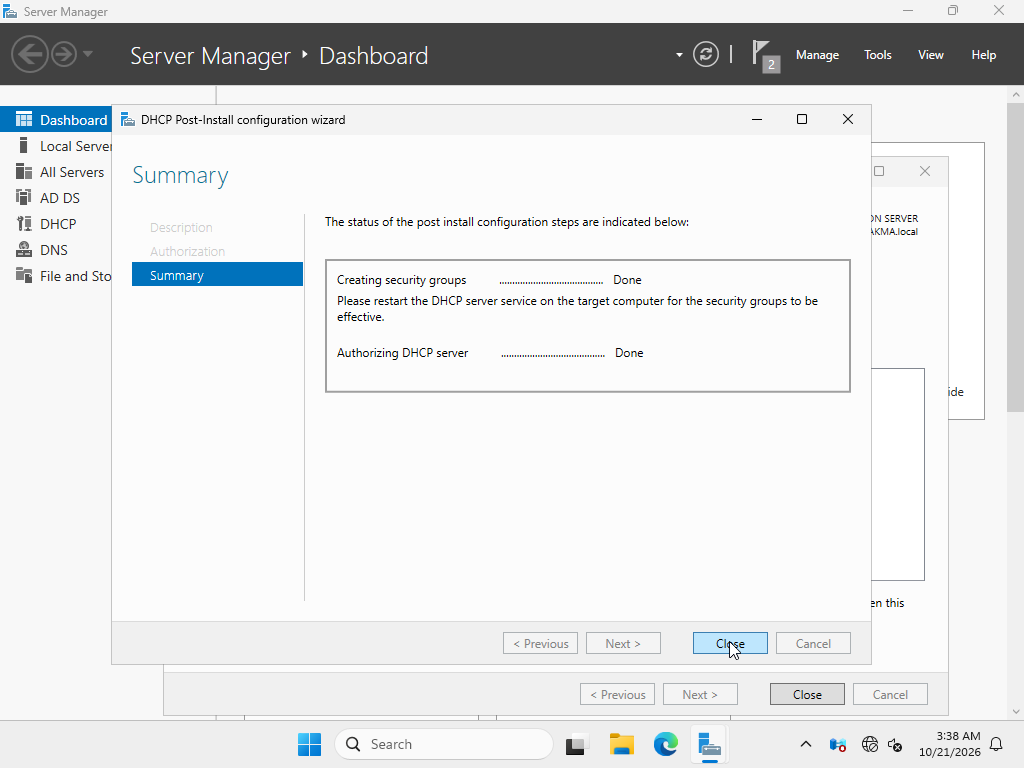 Server Manager
Server Manager ‣ Dashboard
2
Manage
Tools
View
Help
Dashboard
Local Server
All Servers
AD DS
DHCP
DNS
File and Sto
DHCP Post-Install configuration wizard
Summary
Description
Authorization
Summary
The status of the post install configuration steps are indicated below:
Creating security groups ........................................ Done
Please restart the DHCP server service on the target computer for the security groups to be
effective.
Authorizing DHCP server ........................................ Done
< Previous
Next >
Close
Cancel
ON SERVER
AKMA.local
ide
en this
< Previous
Next >
Close
Cancel
Search
3:38 AM
10/21/2026